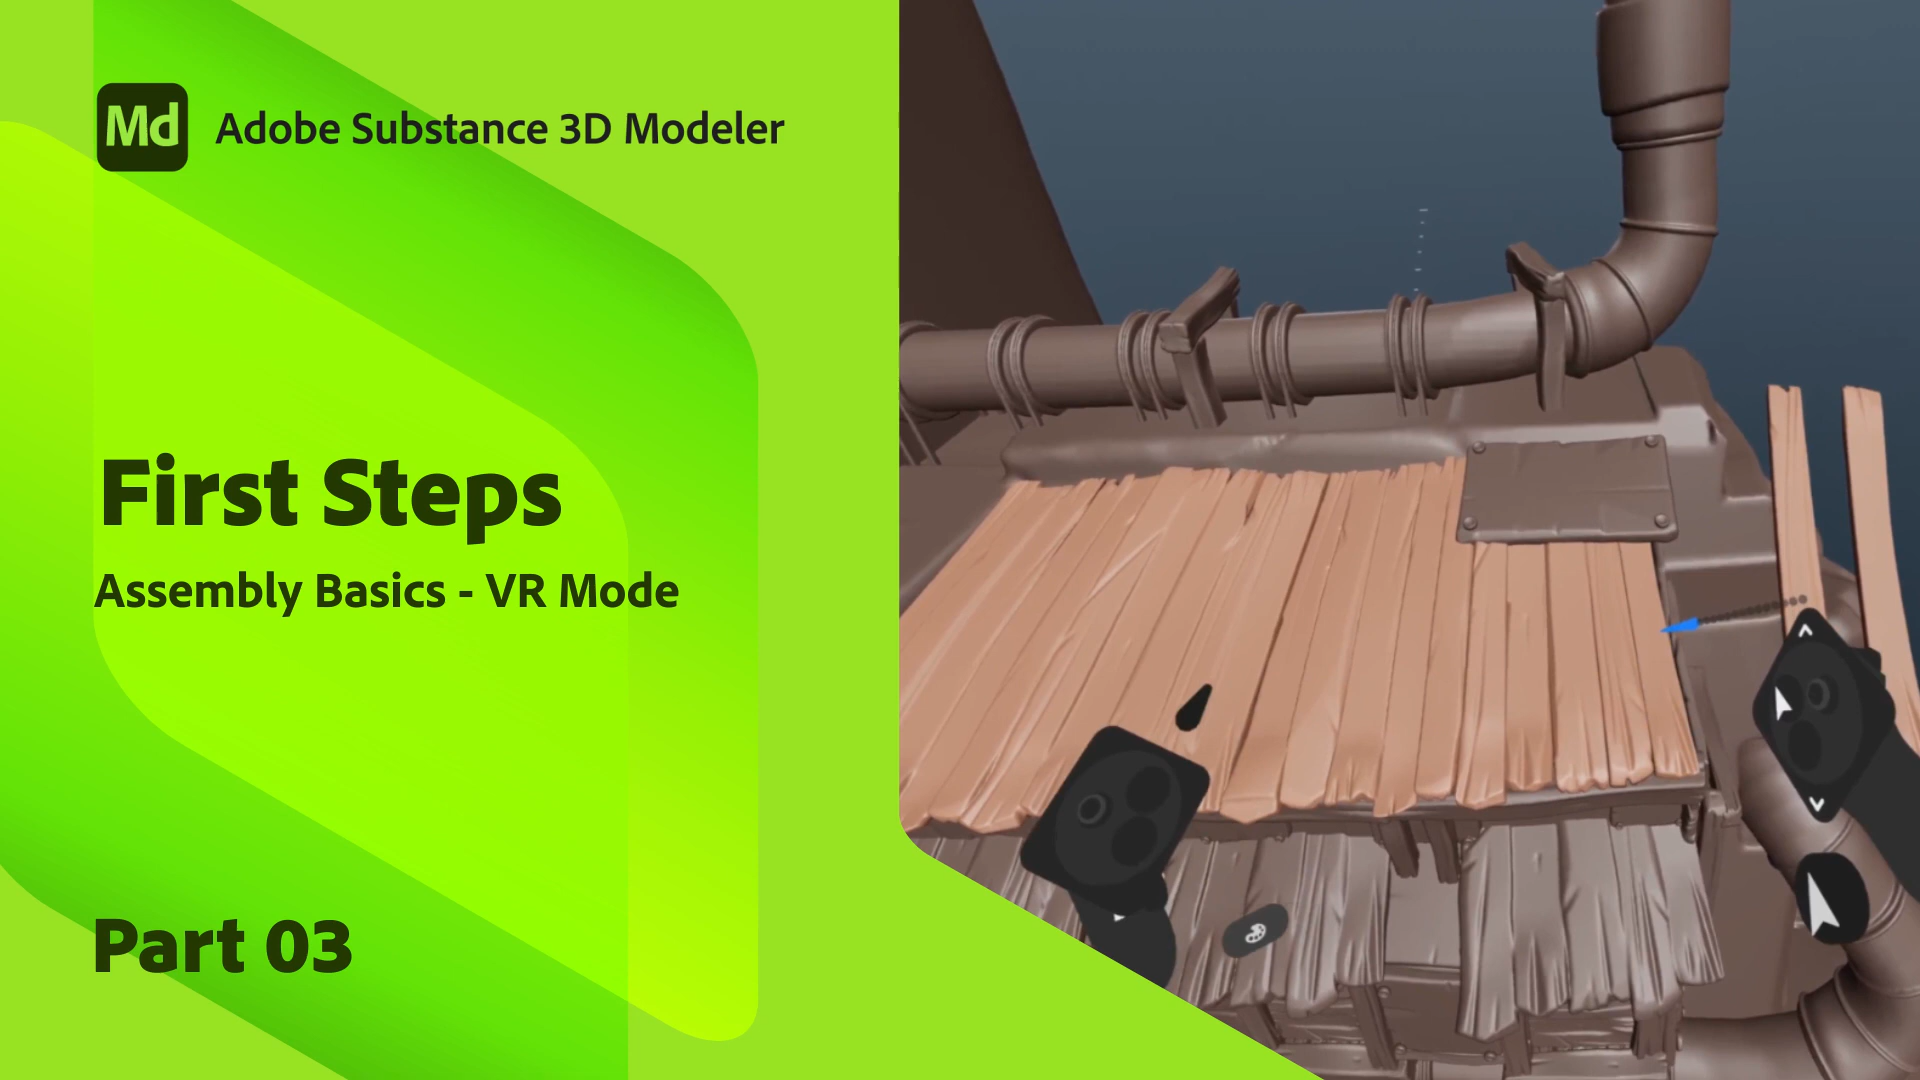 Md
Adobe Substance 3D Modeler
First Steps
Assembly Basics - VR Mode
Part 03